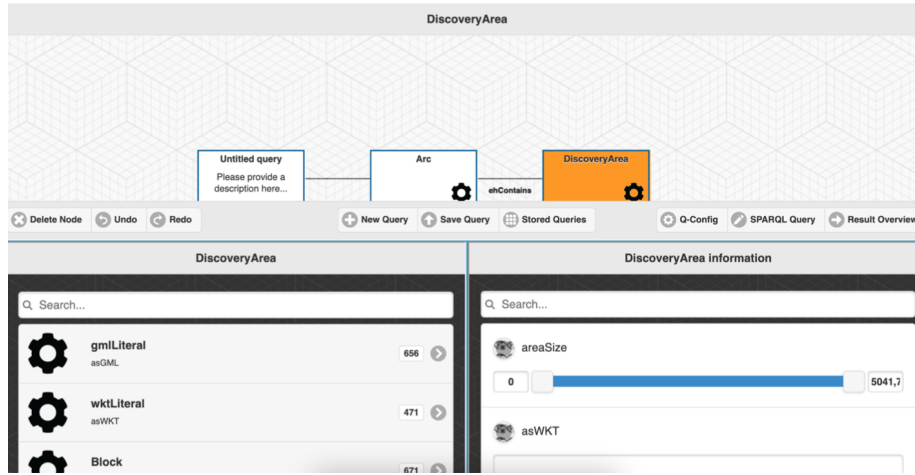 DiscoveryArea
Untitled query
Please provide a
description here...
Arc
ehContains
DiscoveryArea
Delete Node
Undo
Redo
New Query
Save Query
Stored Queries
Q-Config
SPARQL Query
Result Overview
DiscoveryArea
Search...
gmlLiteral
asGML
656
wktLiteral
asWKT
471
Block
671
DiscoveryArea information
Search...
areaSize
0
5041,7
asWKT